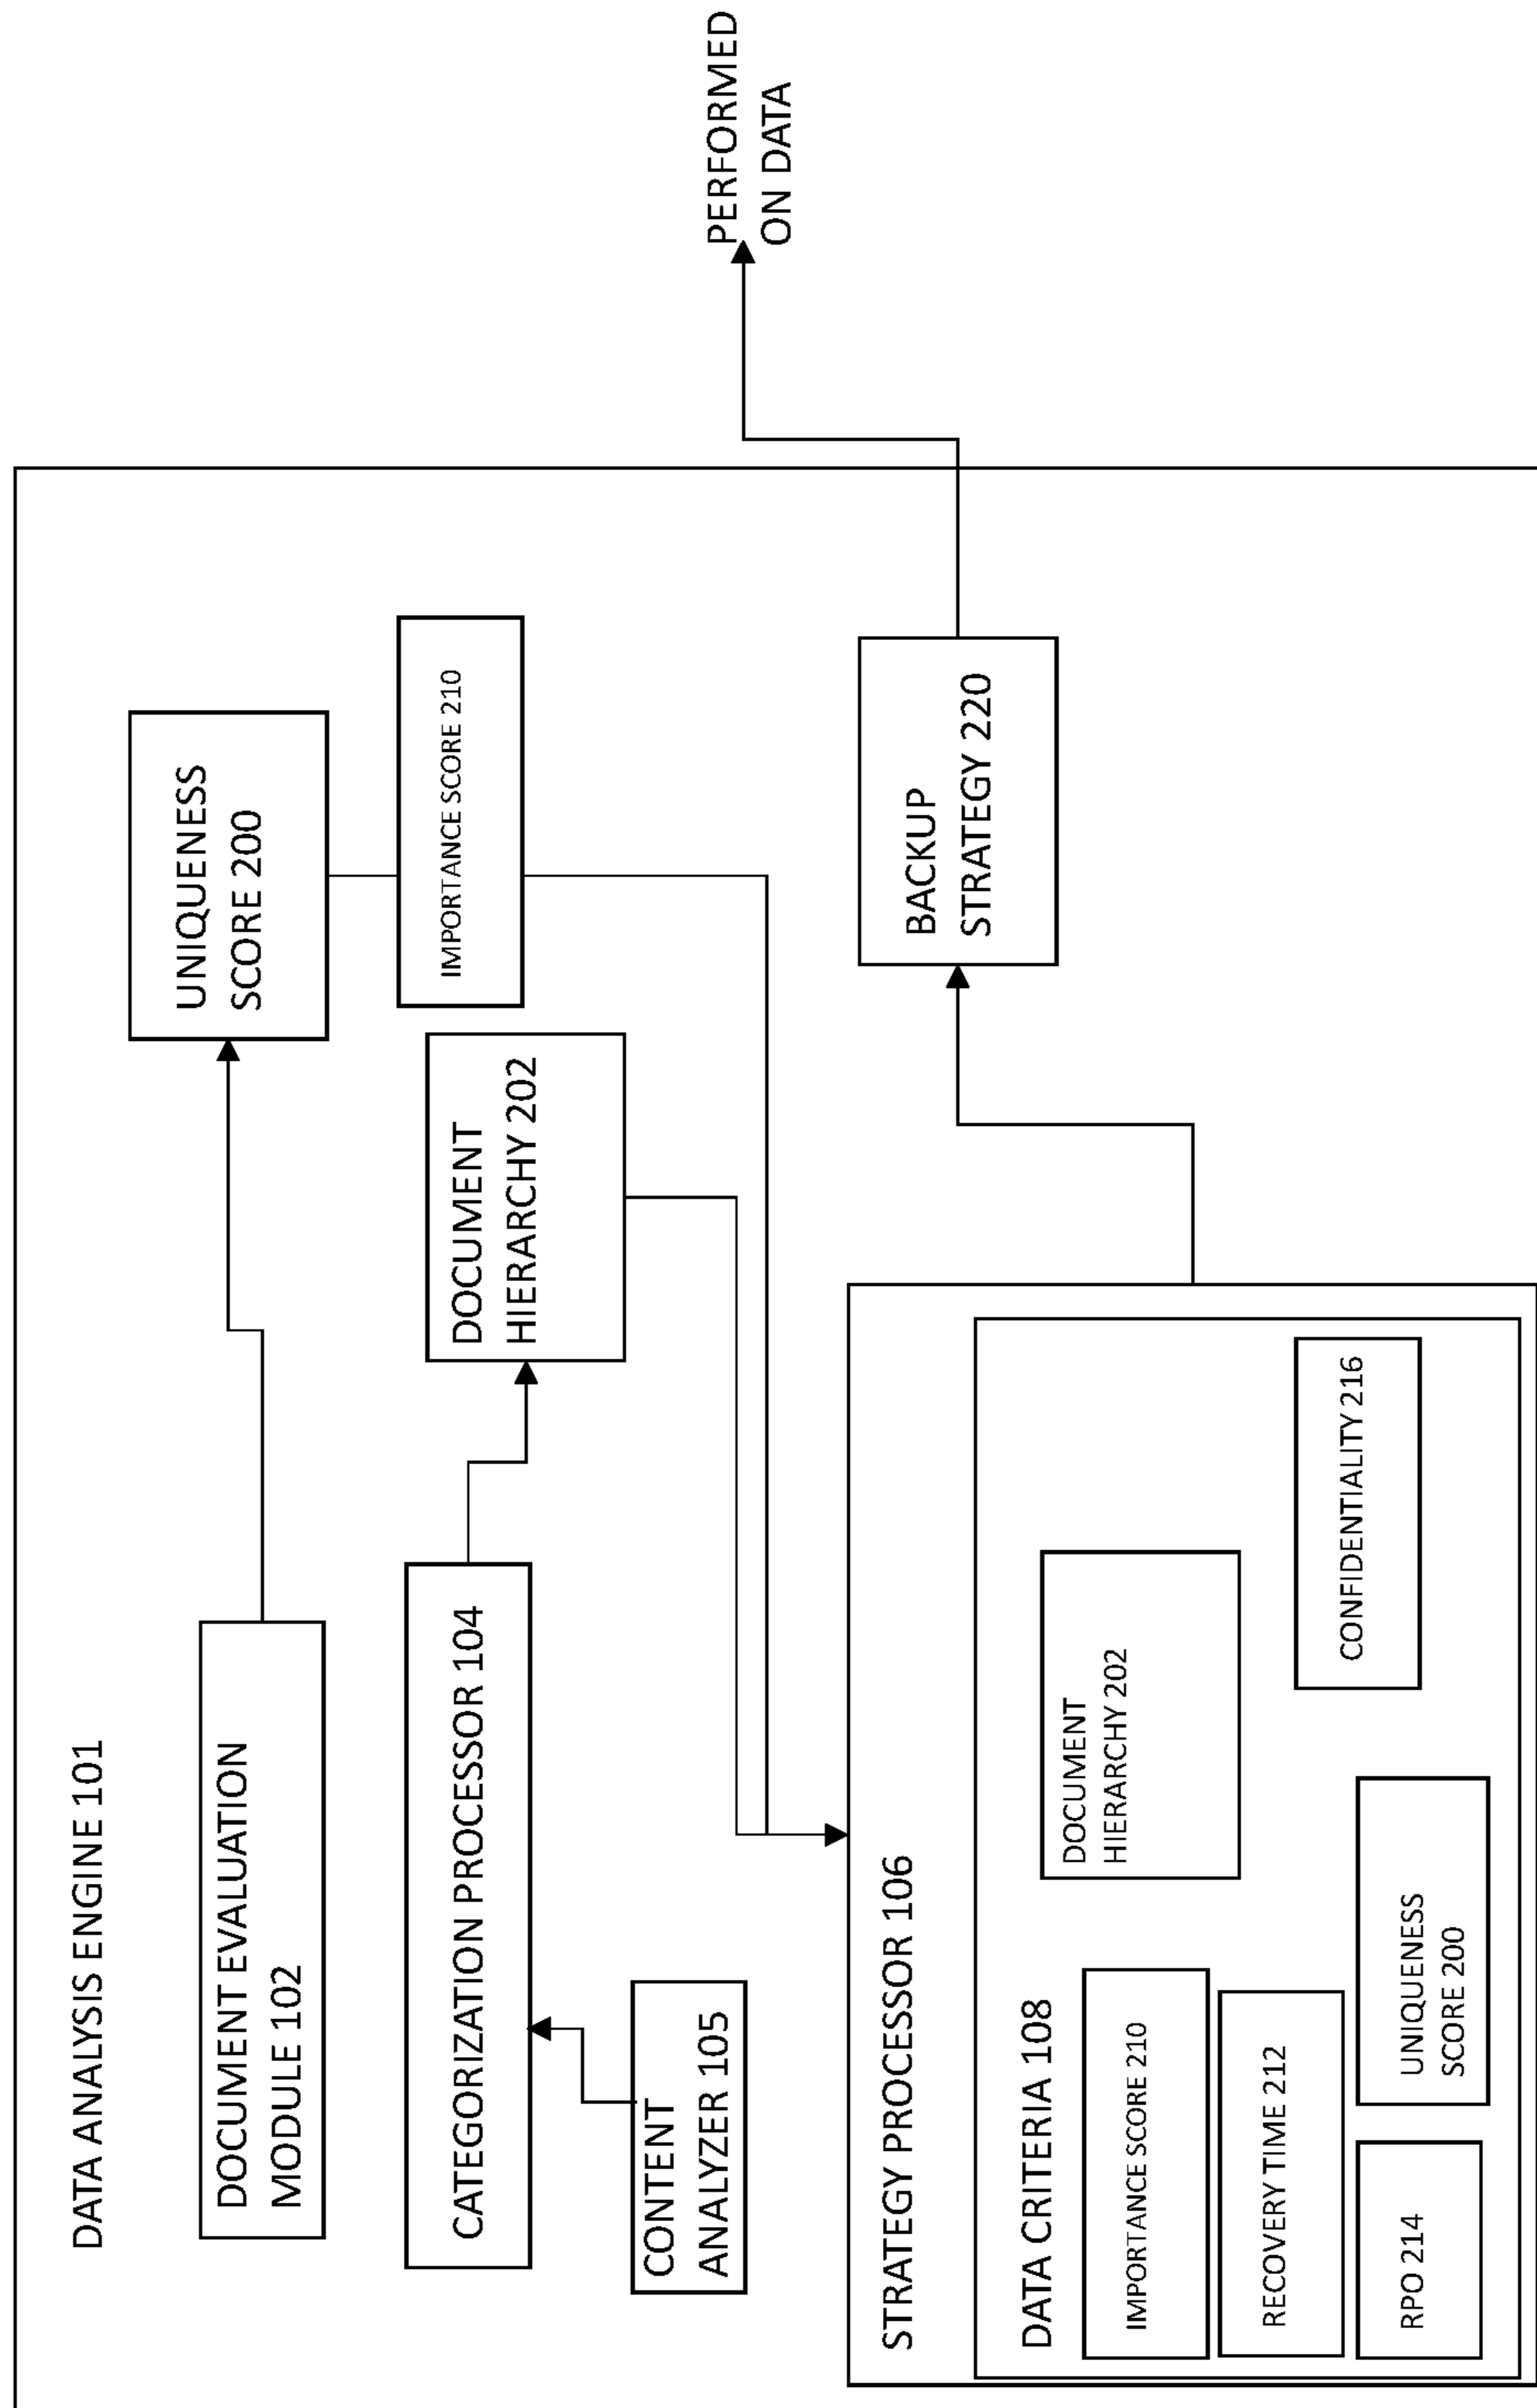 DATA ANALYSIS ENGINE 101
DOCUMENT EVALUATION
MODULE 102
UNIQUENESS
SCORE 200
IMPORTANCE SCORE 210
CATEGORIZATION PROCESSOR 104
DOCUMENT
HIERARCHY 202
CONTENT
ANALYZER 105
PERFORMED
ON DATA
STRATEGY PROCESSOR 106
BACKUP
STRATEGY 220
DATA CRITERIA 108
IMPORTANCE SCORE 210
DOCUMENT
HIERARCHY 202
RECOVERY TIME 212
CONFIDENTIALITY 216
RPO 214
UNIQUENESS
SCORE 200